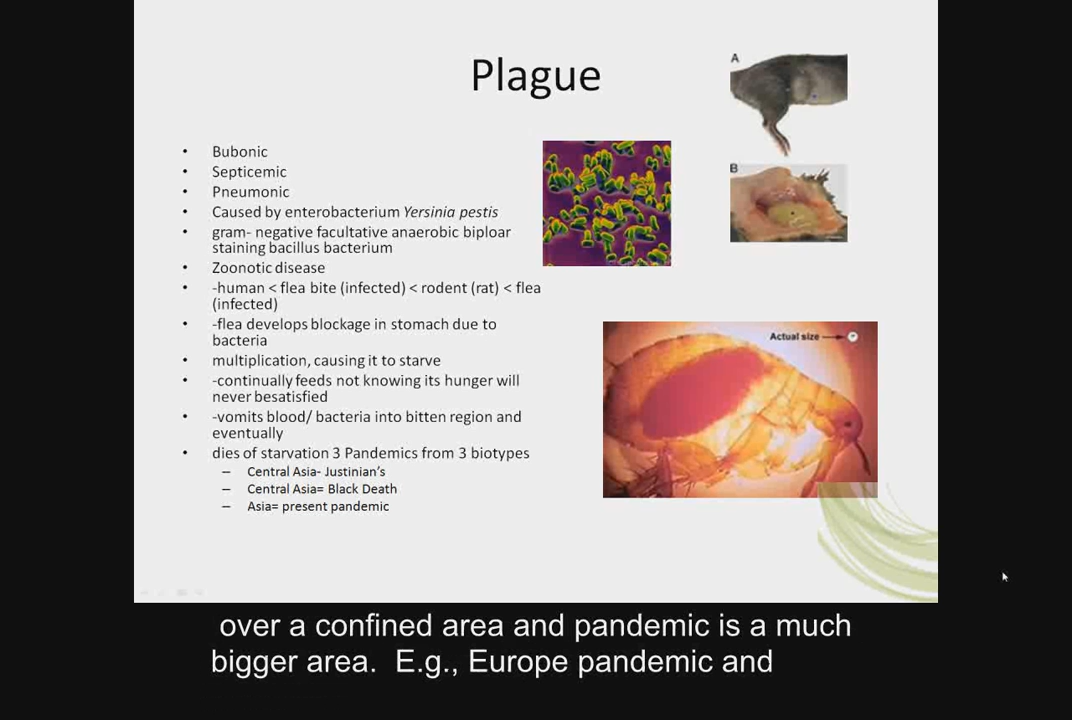 Plague
Bubonic
Septicemic
Pneumonic
Caused by enterobacterium Yersinia pestis
gram- negative facultative anaerobic biploar
staining bacillus bacterium
Zoonotic disease
-human < flea bite (infected) < rodent (rat) < flea
(infected)
-flea develops blockage in stomach due to
bacteria
multiplication, causing it to starve
-continually feeds not knowing its hunger will
never besatisfied
-vomits blood/ bacteria into bitten region and
eventually
dies of starvation 3 Pandemics from 3 biotypes
– Central Asia- Justinian's
– Central Asia= Black Death
– Asia= present pandemic
A
B
Actual size
over a confined area and pandemic is a much
bigger area. E.g., Europe pandemic and